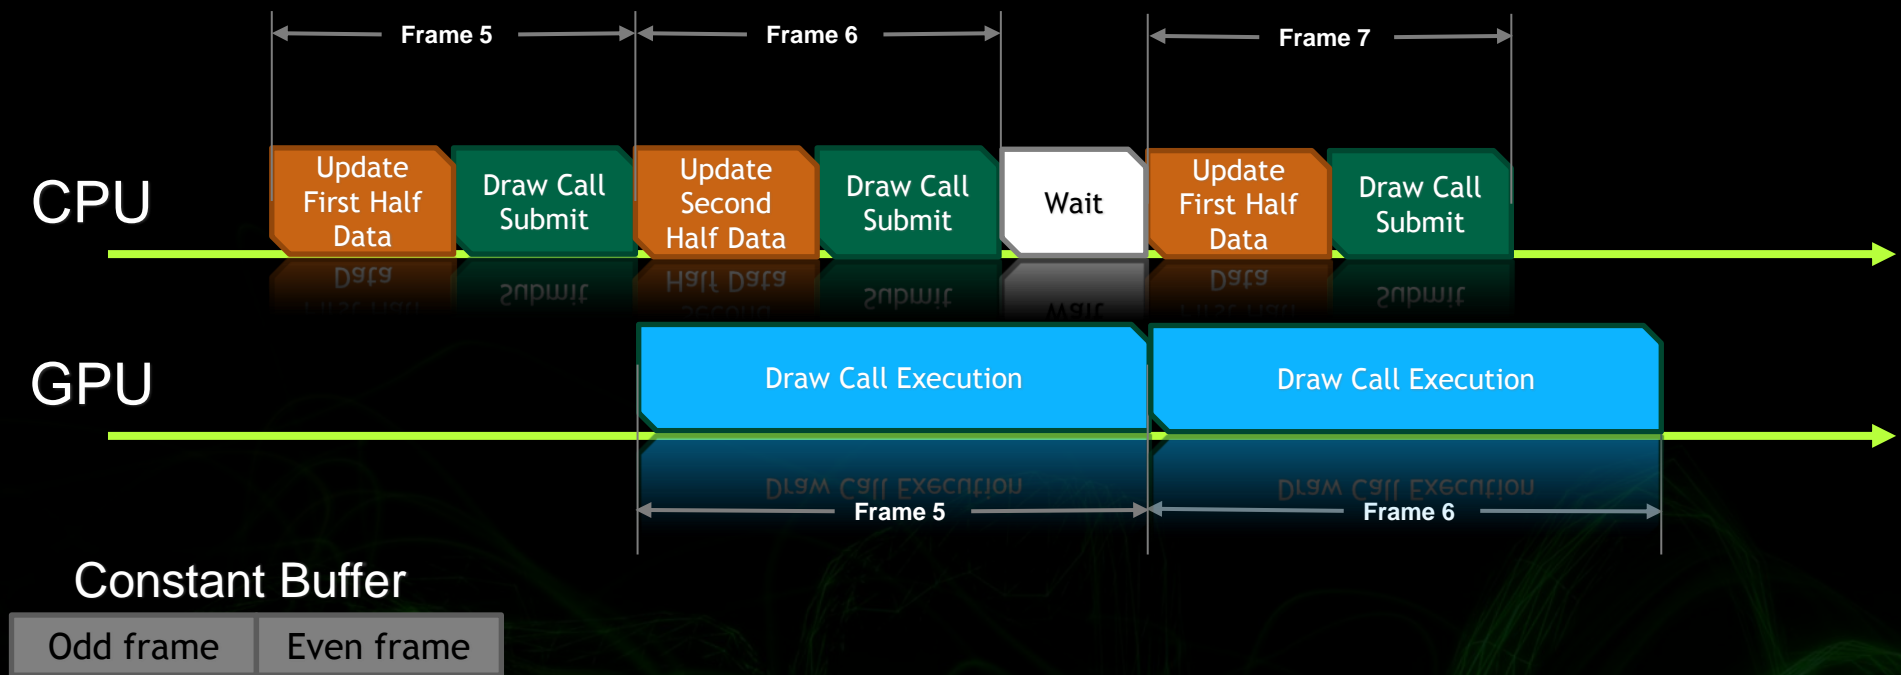 Frame 5
Frame 6
Frame 7
CPU
Update
First Half
Data
Draw Call
Submit
Update
Second
Half Data
Draw Call
Submit
Wait
Update
First Half
Data
Draw Call
Submit
GPU
Draw Call Execution
Draw Call Execution
Frame 5
Frame 6
Constant Buffer
Odd frame
Even frame